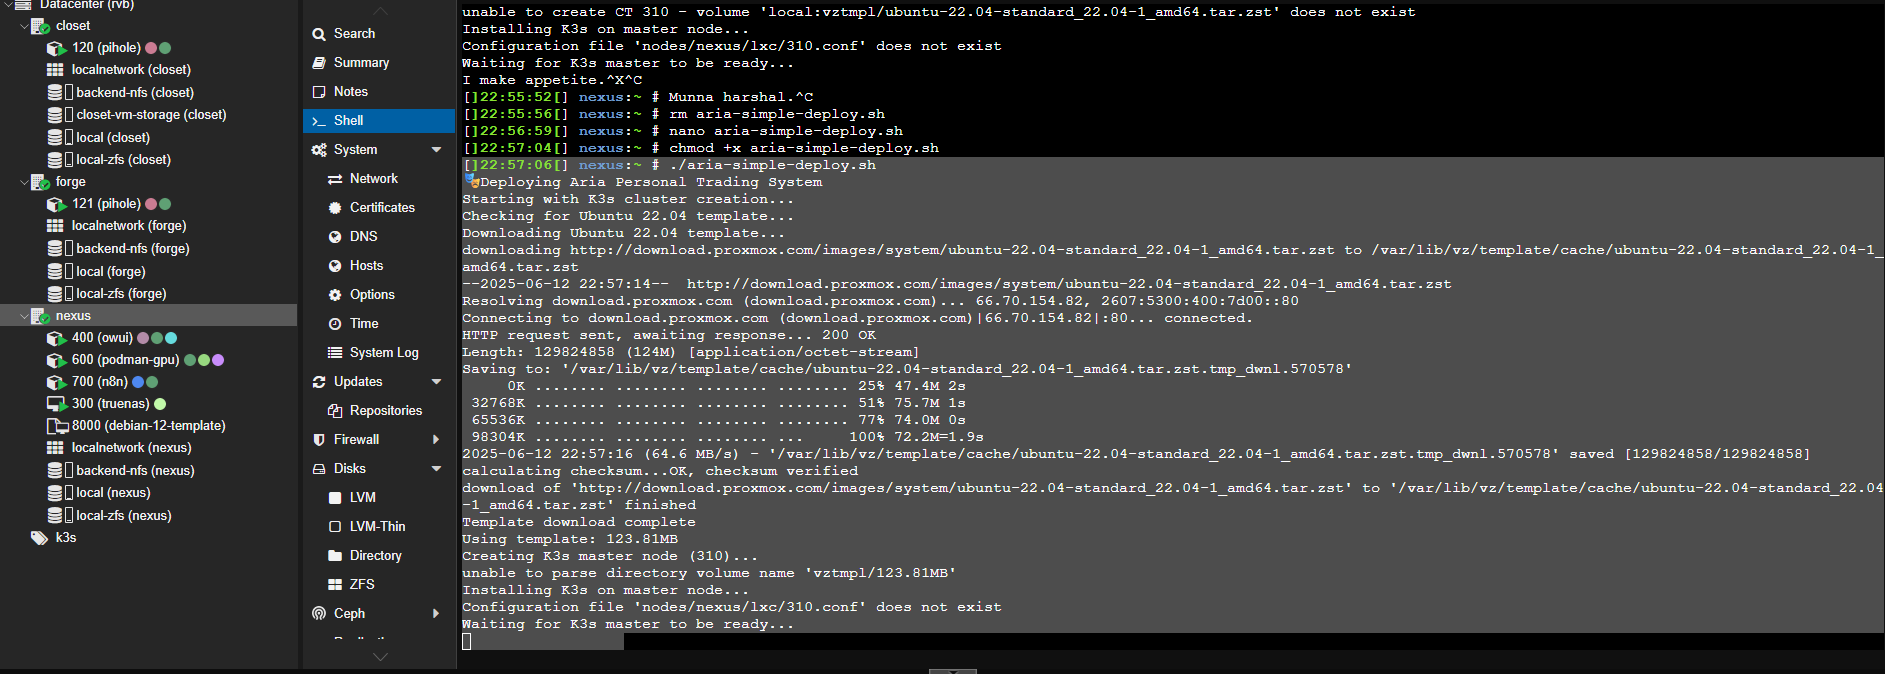 Datacenter (rvb)
closet
120 (pihole)
localnetwork (closet)
backend-nfs (closet)
closet-vm-storage (closet)
local (closet)
local-zfs (closet)
forge
121 (pihole)
localnetwork (forge)
backend-nfs (forge)
local (forge)
local-zfs (forge)
nexus
400 (owui)
600 (podman-gpu)
700 (n8n)
300 (truenas)
8000 (debian-12-template)
localnetwork (nexus)
backend-nfs (nexus)
local (nexus)
local-zfs (nexus)
k3s
Search
Summary
Notes
Shell
System
Network
Certificates
DNS
Hosts
Options
Time
System Log
Updates
Repositories
Firewall
Disks
LVM
LVM-Thin
Directory
ZFS
Ceph
unable to create CT 310 - volume 'local:vztmpl/ubuntu-22.04-standard_22.04-1_amd64.tar.zst' does not exist
Installing K3s on master node...
Configuration file 'nodes/nexus/lxc/310.conf' does not exist
Waiting for K3s master to be ready...
I make appetite.^X^C
[]22:55:52[] nexus:~ # Munna harshal.^C
[]22:55:56[] nexus:~ # rm aria-simple-deploy.sh
[]22:56:59[] nexus:~ # nano aria-simple-deploy.sh
[]22:57:04[] nexus:~ # chmod +x aria-simple-deploy.sh
[]22:57:06[] nexus:~ # ./aria-simple-deploy.sh
Deploying Aria Personal Trading System
Starting with K3s cluster creation...
Checking for Ubuntu 22.04 template...
Downloading Ubuntu 22.04 template...
downloading http://download.proxmox.com/images/system/ubuntu-22.04-standard_22.04-1_amd64.tar.zst to /var/lib/vz/template/cache/ubuntu-22.04-standard_22.04-1_
amd64.tar.zst
--2025-06-12 22:57:14--  http://download.proxmox.com/images/system/ubuntu-22.04-standard_22.04-1_amd64.tar.zst
Resolving download.proxmox.com (download.proxmox.com)... 66.70.154.82, 2607:5300:400:7d00::80
Connecting to download.proxmox.com (download.proxmox.com)|66.70.154.82|:80... connected.
HTTP request sent, awaiting response... 200 OK
Length: 129824858 (124M) [application/octet-stream]
Saving to: '/var/lib/vz/template/cache/ubuntu-22.04-standard_22.04-1_amd64.tar.zst.tmp_dwnl.570578'
0K ........ ........ ........ ........ 25% 47.4M 2s
32768K ........ ........ ........ ........ 51% 75.7M 1s
65536K ........ ........ ........ ........ 77% 74.0M 0s
98304K ........ ........ ........ ... 100% 72.2M=1.9s
2025-06-12 22:57:16 (64.6 MB/s) - '/var/lib/vz/template/cache/ubuntu-22.04-standard_22.04-1_amd64.tar.zst.tmp_dwnl.570578' saved [129824858/129824858]
calculating checksum...OK, checksum verified
download of 'http://download.proxmox.com/images/system/ubuntu-22.04-standard_22.04-1_amd64.tar.zst' to '/var/lib/vz/template/cache/ubuntu-22.04-standard_22.04
-1_amd64.tar.zst' finished
Template download complete
Using template: 123.81MB
Creating K3s master node (310)...
unable to parse directory volume name 'vztmpl/123.81MB'
Installing K3s on master node...
Configuration file 'nodes/nexus/lxc/310.conf' does not exist
Waiting for K3s master to be ready...